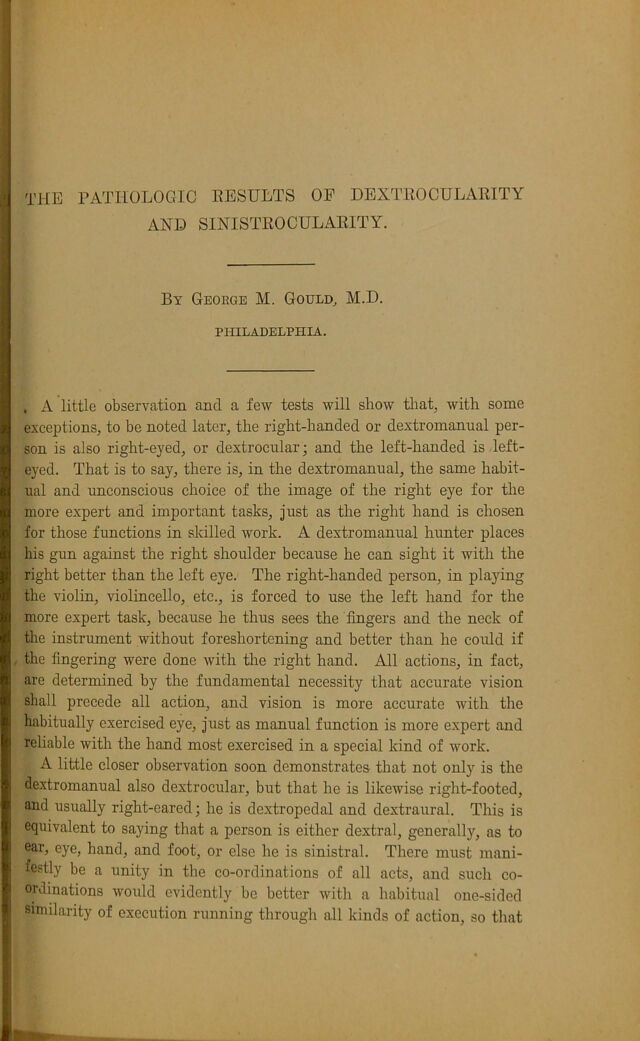 THE PATHOLOGIC RESULTS OF DEXTROCULARITY
AND SINISTROCULARITY.
By George M. Gould, M.D.
PHILADELPHIA.
A little observation and a few tests will show that, with some
exceptions, to be noted later, the right-handed or dextromanual per-
son is also right-eyed, or dextrocular; and the left-handed is left-
eyed. That is to say, there is, in the dextromanual, the same habit-
ual and unconscious choice of the image of the right eye for the
more expert and important tasks, just as the right hand is chosen
for those functions in skilled work. A dextromanual hunter places
his gun against the right shoulder because he can sight it with the
right better than the left eye. The right-handed person, in playing
the violin, violincello, etc., is forced to use the left hand for the
more expert task, because he thus sees the fingers and the neck of
the instrument without foreshortening and better than he could if
the fingering were done with the right hand. All actions, in fact,
are determined by the fundamental necessity that accurate vision
shall precede all action, and vision is more accurate with the
habitually exercised eye, just as manual function is more expert and
reliable with the hand most exercised in a special kind of work.
A little closer observation soon demonstrates that not only is the
dextromanual also dextrocular, but that he is likewise right-footed,
and usually right-eared; he is dextropedal and dextraural. This is
equivalent to saying that a person is either dextral, generally, as to
ear, eye, hand, and foot, or else he is sinistral. There must mani-
festly be a unity in the co-ordinations of all acts, and such co-
ordinations would evidently be better with a habitual one-sided
similarity of execution running through all kinds of action, so that